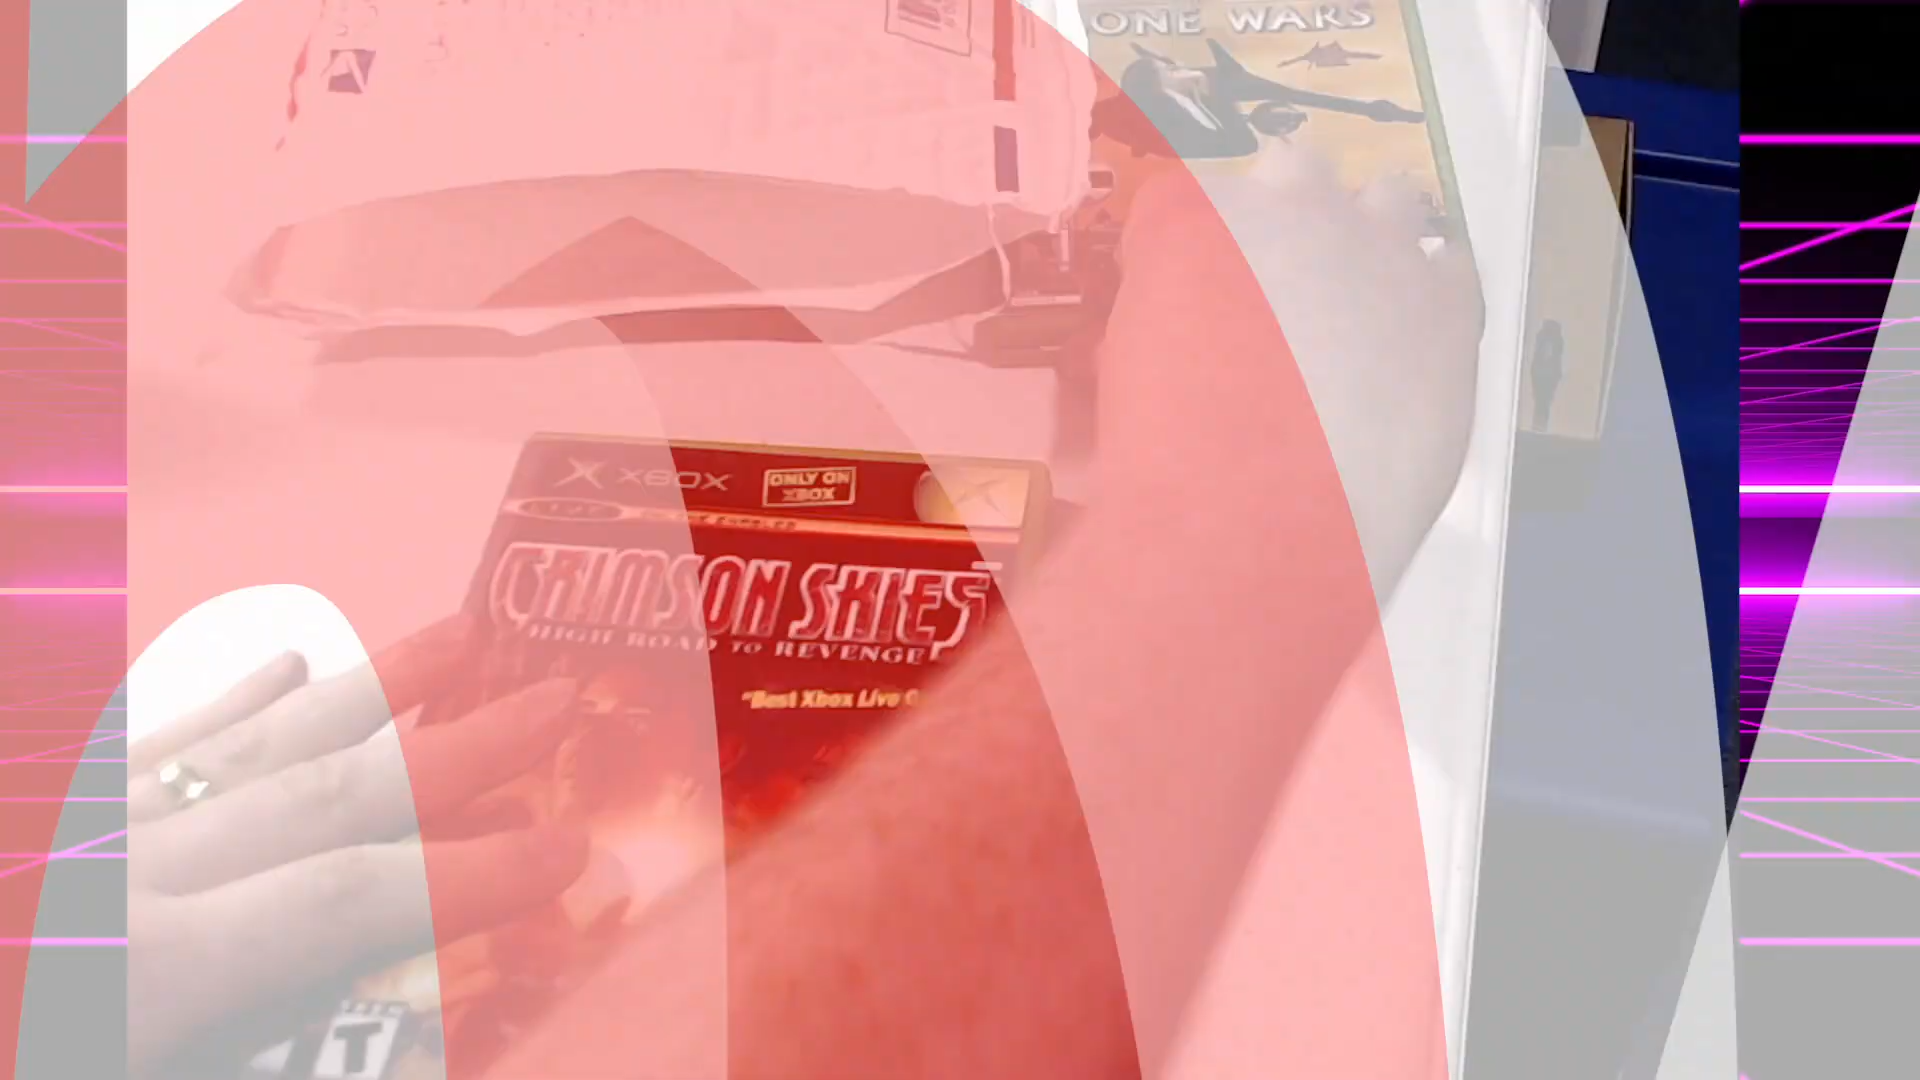 ONE WARS
XBOX
ONLY ON
XBOX
CRIMSON SKIES
HIGH ROAD TO REVENGE
"Best Xbox Live
T